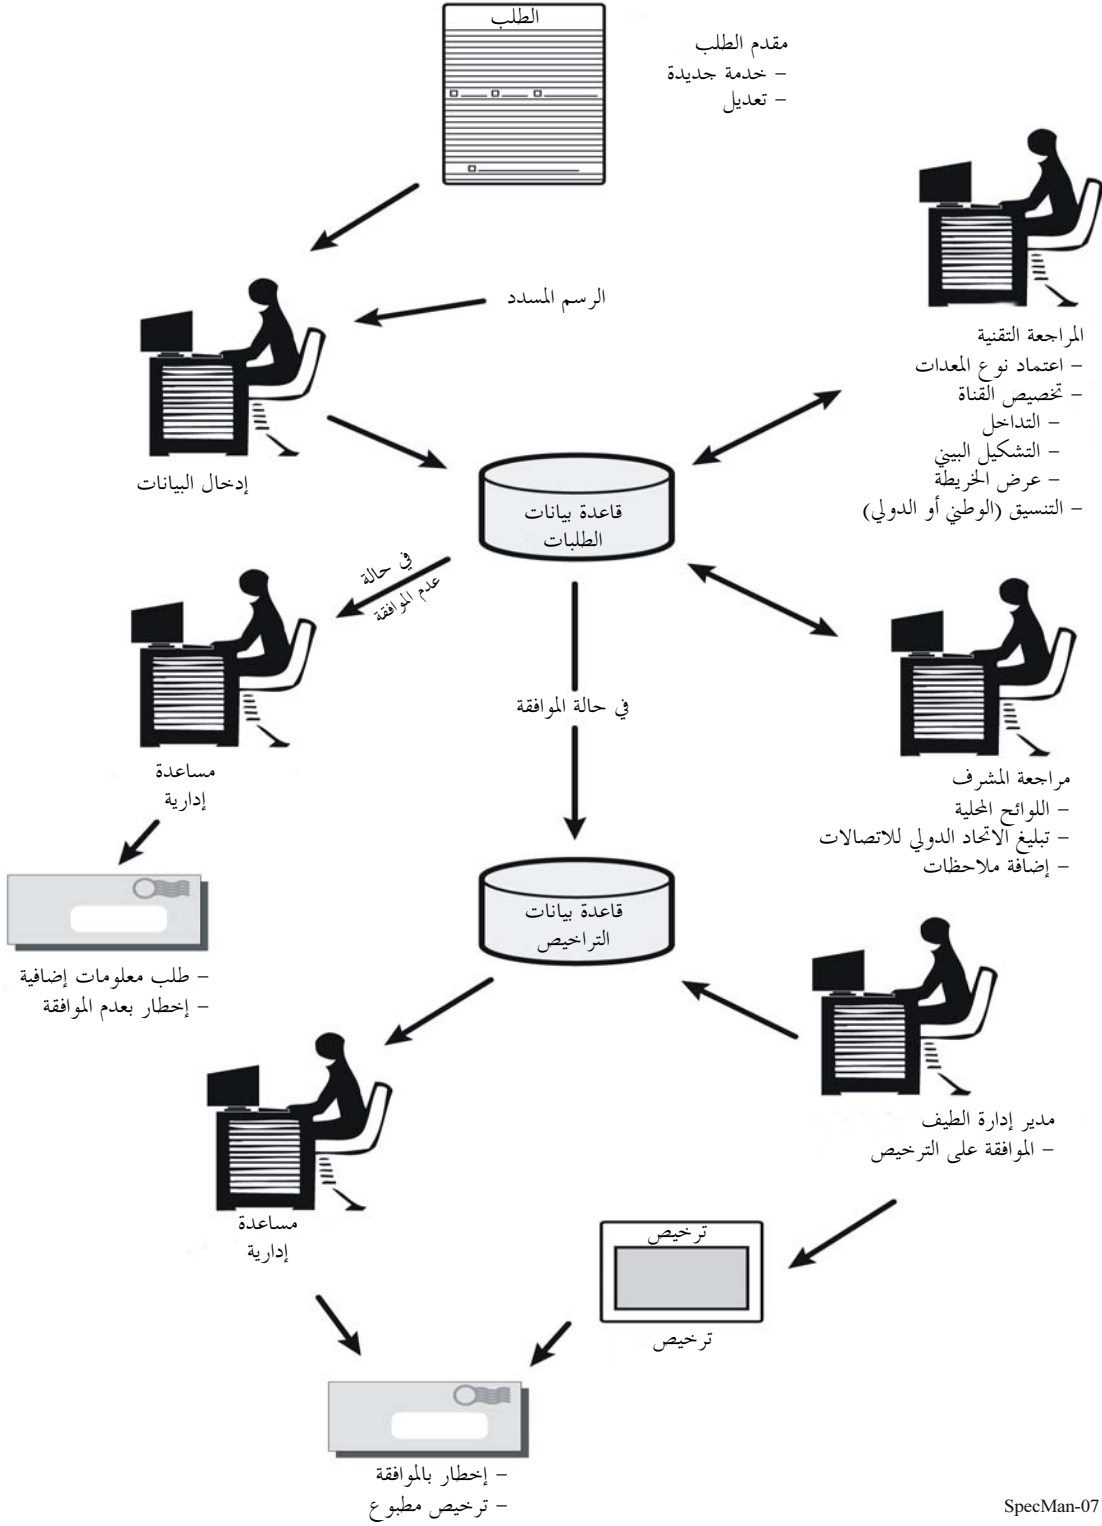 الطلب
مقدم الطلب
– خدمة جديدة
– تعديل
الرسم المسدد
إدخال البيانات
المراجعة التقنية
– اعتماد نوع المعدات
– تخصيص القناة
– التداخل
– التشكيل البيني
– عرض الخريطة
– التنسيق (الوطني أو الدولي)
قاعدة بيانات
الطلبات
في حالة
عدم الموافقة
مساعدة
إدارية
في حالة الموافقة
مراجعة المشرف
– اللوائح المحلية
– تبليغ الاتحاد الدولي للاتصالات
– إضافة ملاحظات
قاعدة بيانات
التراخيص
– طلب معلومات إضافية
– إخطار بعدم الموافقة
مدير إدارة الطيف
– الموافقة على الترخيص
مساعدة
إدارية
ترخيص
ترخيص
– إخطار بالموافقة
– ترخيص مطبوع
SpecMan-07